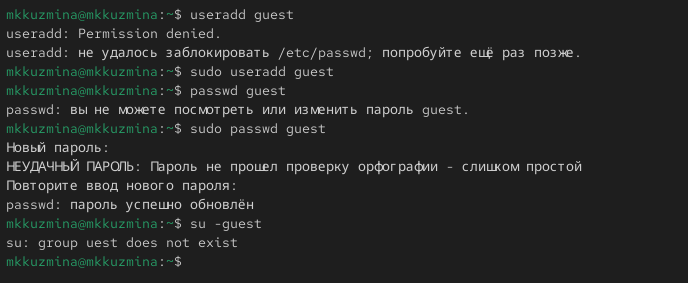 mkkuzmina@mkkuzmina:~$ useradd guest
useradd: Permission denied.
useradd: не удалось заблокировать /etc/passwd; попробуйте ещё раз позже.
mkkuzmina@mkkuzmina:~$ sudo useradd guest
mkkuzmina@mkkuzmina:~$ passwd guest
passwd: вы не можете посмотреть или изменить пароль guest.
mkkuzmina@mkkuzmina:~$ sudo passwd guest
Новый пароль:
НЕУДАЧНЫЙ ПАРОЛЬ: Пароль не прошел проверку орфографии - слишком простой
Повторите ввод нового пароля:
passwd: пароль успешно обновлён
mkkuzmina@mkkuzmina:~$ su -guest
su: group uest does not exist
mkkuzmina@mkkuzmina:~$